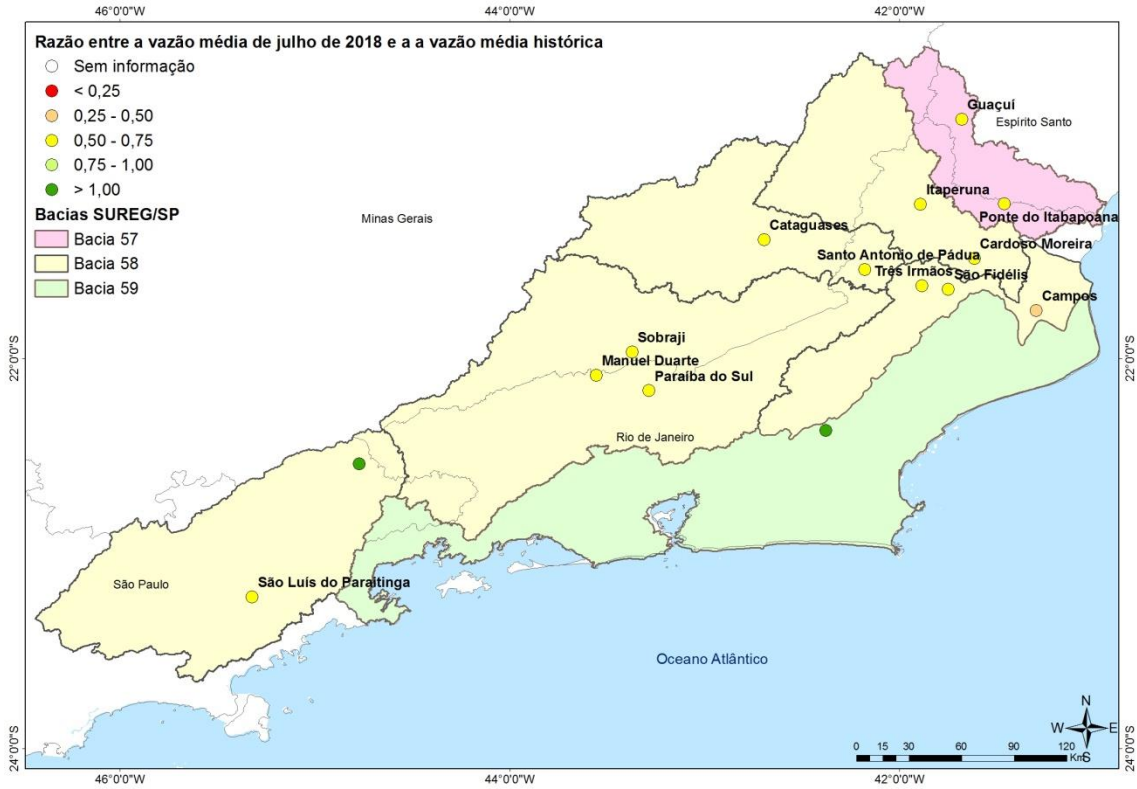 46°0'0"W
44°0'0"W
42°0'0"W
Razão entre a vazão média de julho de 2018 e a a vazão média histórica
Sem informação
< 0,25
0,25 - 0,50
0,50 - 0,75
0,75 - 1,00
> 1,00
Bacias SUREG/SP
Bacia 57
Bacia 58
Bacia 59
Guaçuí
Espírito Santo
Minas Gerais
Itaperuna
Ponte do Itabapoana
Cataguases
Cardoso Moreira
Santo Antonio de Pádua
Três Irmãos
São Fidélis
Campos
Sobraji
Manuel Duarte
Paraíba do Sul
Rio de Janeiro
São Paulo
São Luís do Paraitinga
Oceano Atlântico
22°0'0"S
22°0'0"S
24°0'0"S
24°0'0"S
N
W
E
S
0 15 30 60 90 120
Km
46°0'0"W
44°0'0"W
42°0'0"W